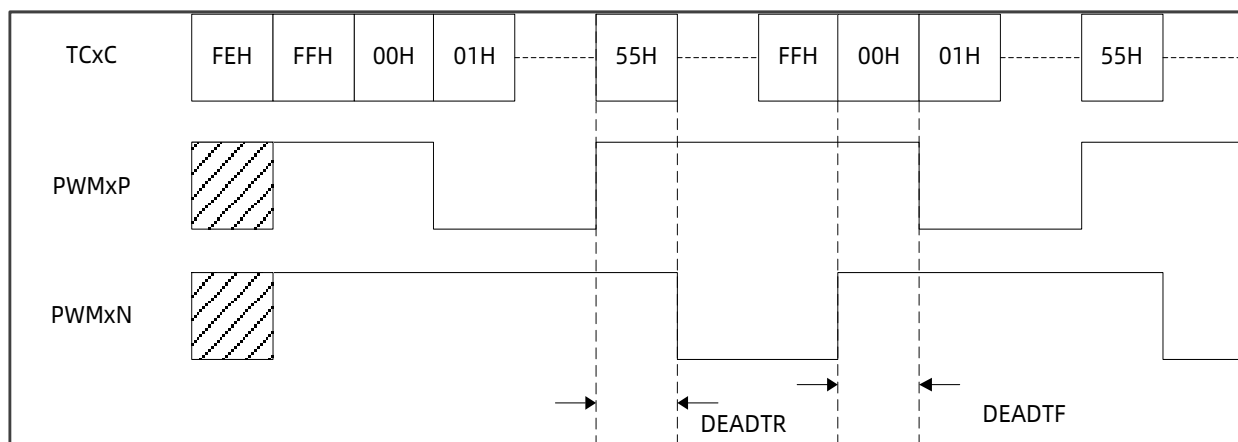 TCxC FEH FFH 00H 01H 55H FFH 00H 01H 55H
PWMxP
PWMxN
DEADTR
DEADTF